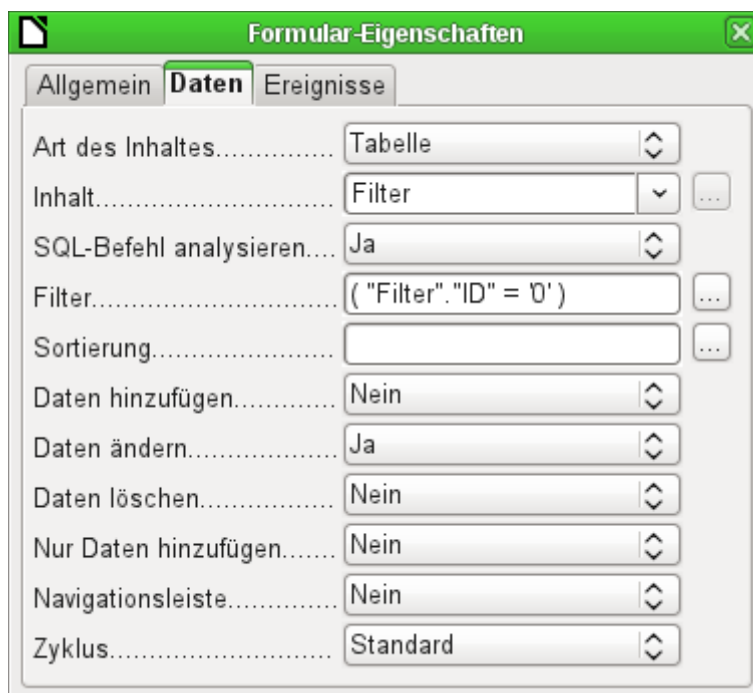 Formular-Eigenschaften
Allgemein Daten Ereignisse
Art des Inhaltes.............. Tabelle
Inhalt............................ Filter ...
SQL-Befehl analysieren.... Ja
Filter............................. ( "Filter"."ID" = '0' ) ...
Sortierung...................... ...
Daten hinzufügen............. Nein
Daten ändern.................. Ja
Daten löschen................. Nein
Nur Daten hinzufügen....... Nein
Navigationsleiste.............. Nein
Zyklus........................... Standard